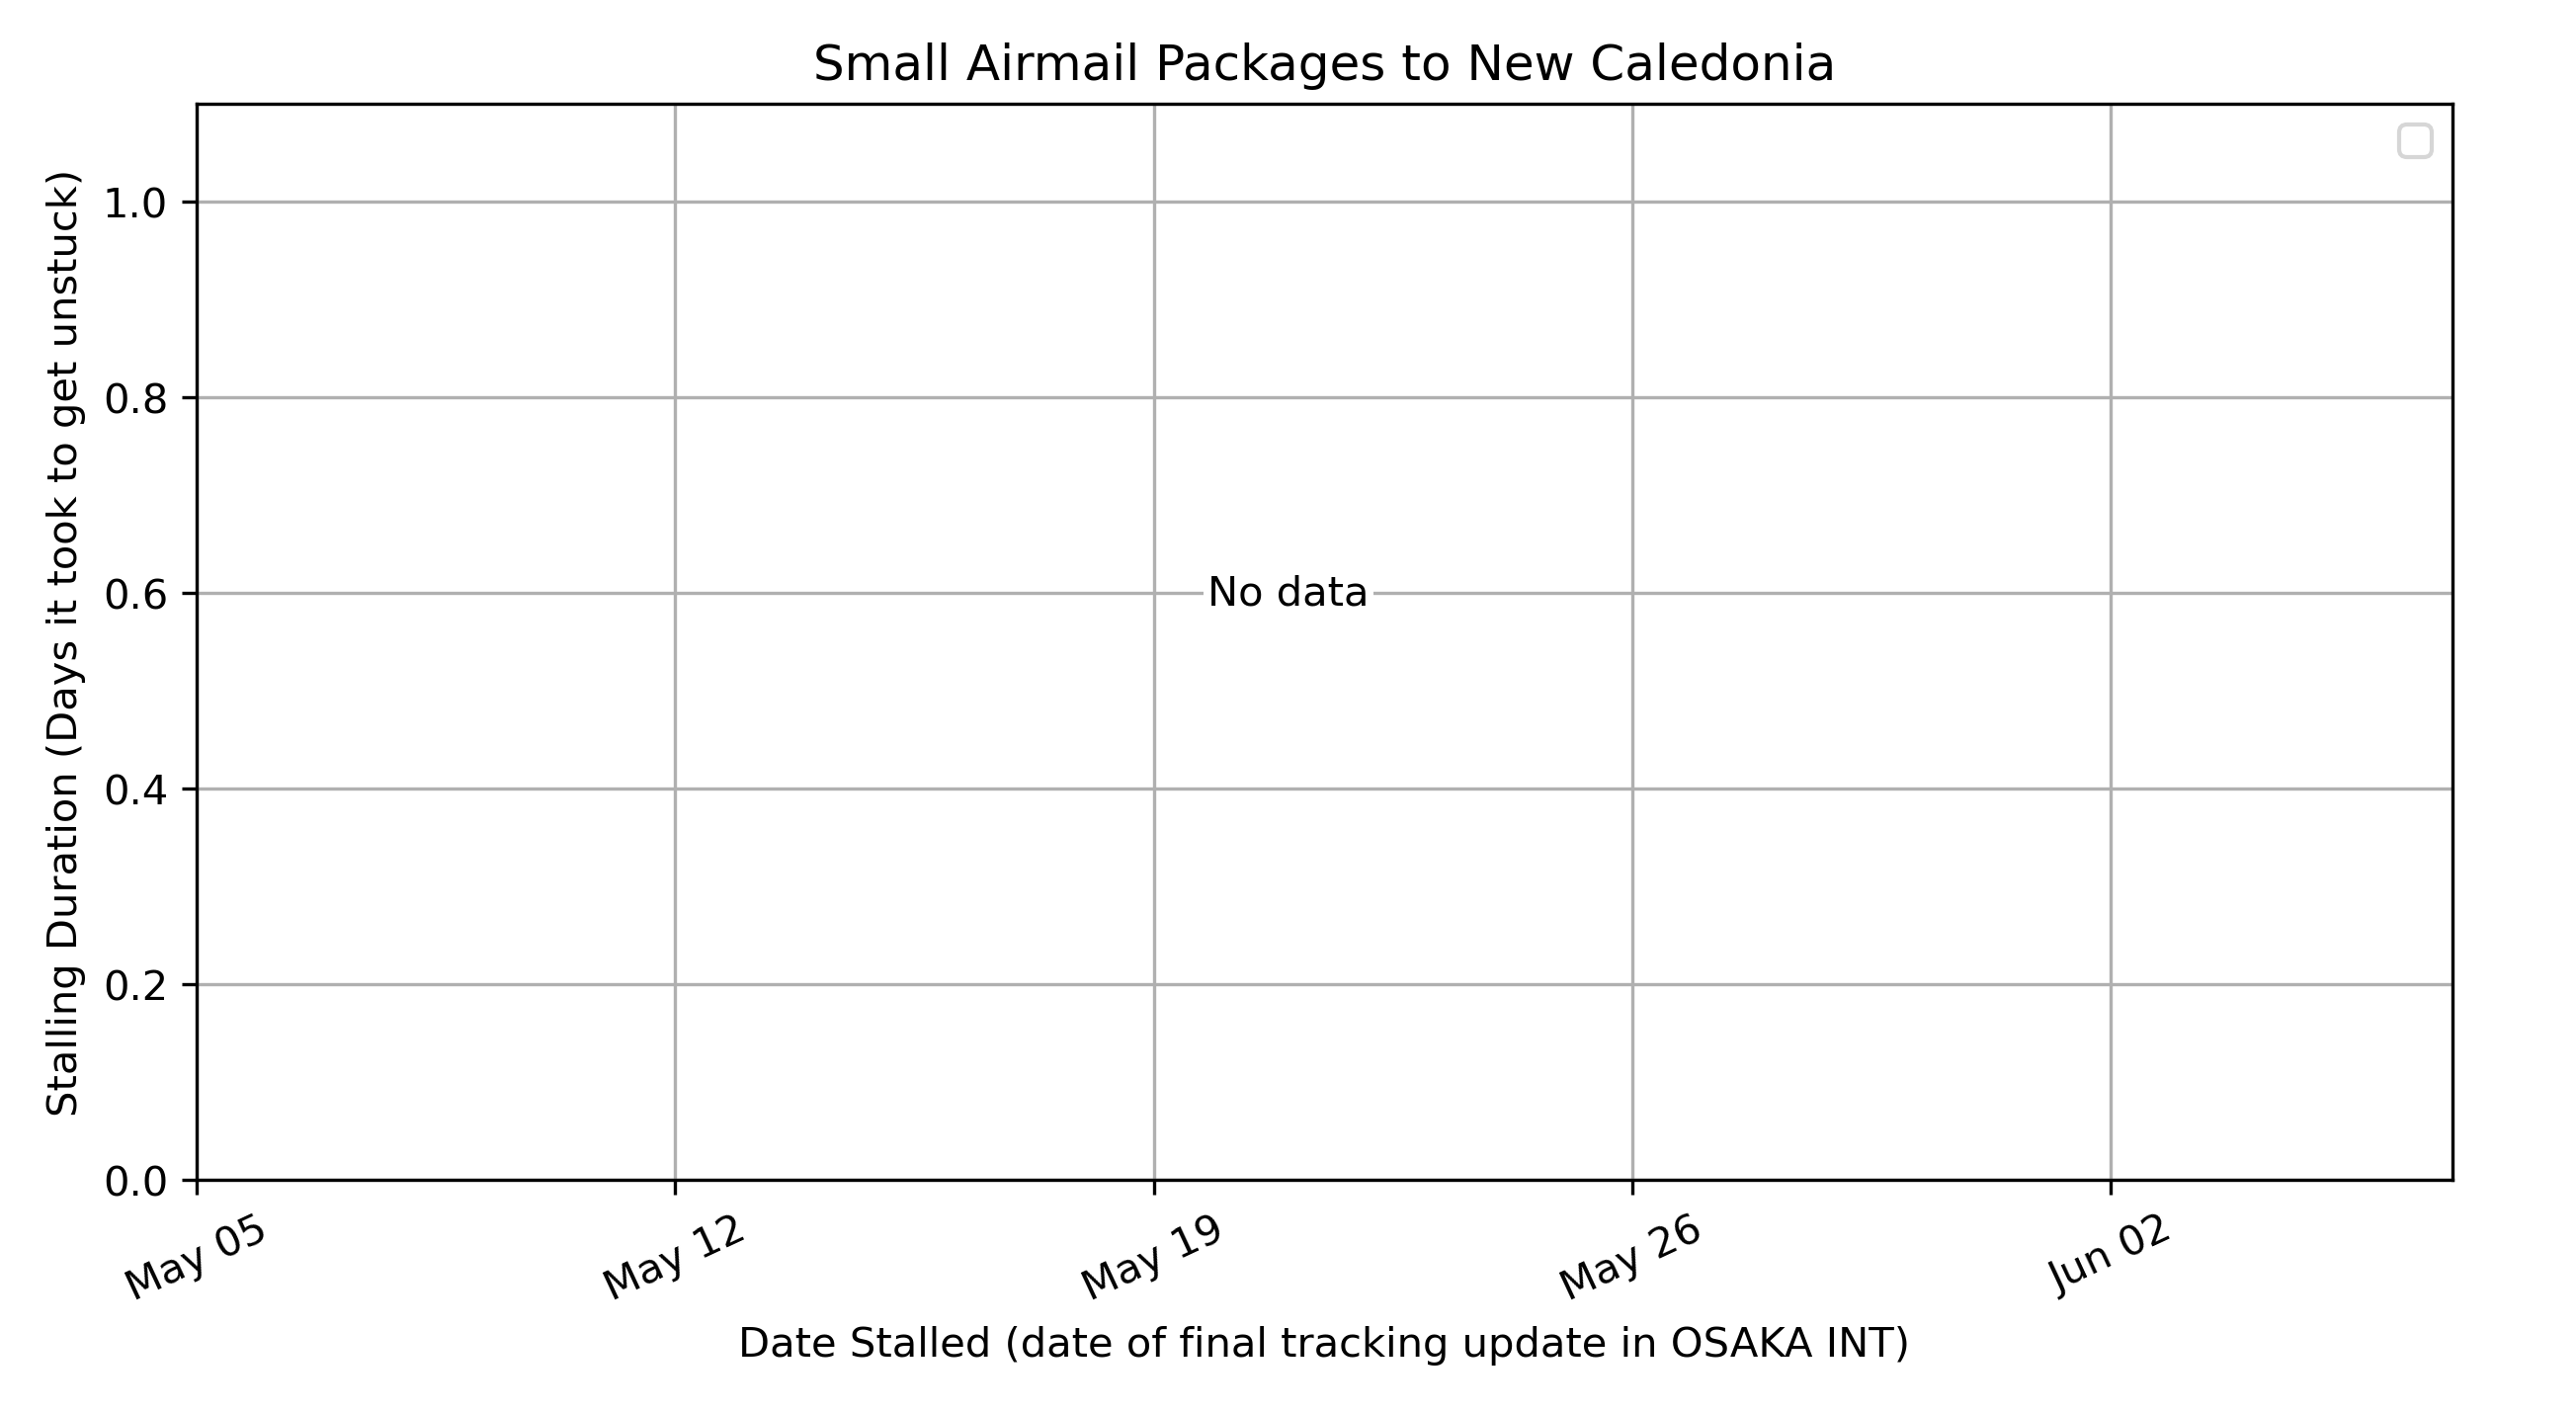 Small Airmail Packages to New Caledonia
Stalling Duration (Days it took to get unstuck)
1.0
0.8
0.6
0.4
0.2
0.0
No data
May 05
May 12
May 19
May 26
Jun 02
Date Stalled (date of final tracking update in OSAKA INT)